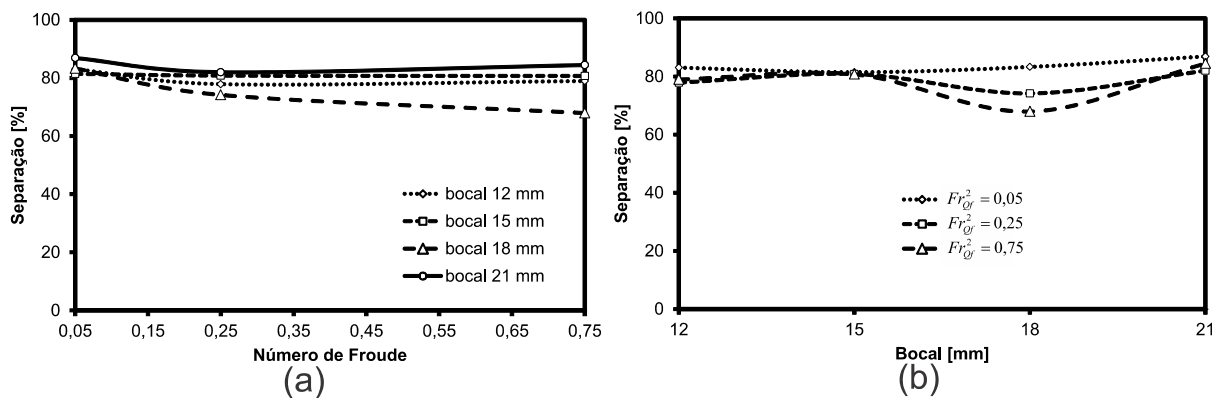 100
80
60
40
20
0
Separação [%]
bocal 12 mm
bocal 15 mm
bocal 18 mm
bocal 21 mm
0,05 0,15 0,25 0,35 0,45 0,55 0,65 0,75
Número de Froude
(a)
100
80
60
40
20
0
Separação [%]
Fr²Qf = 0,05
Fr²Qf = 0,25
Fr²Qf = 0,75
12 15 18 21
Bocal [mm]
(b)